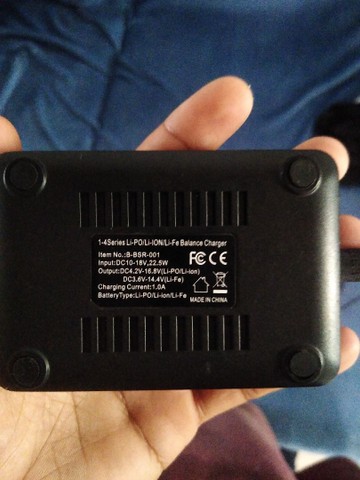 1-4Series Li-PO/Li-ION/Li-Fe Balance Charger
Item No.:B-BSR-001
Input:DC10-18V,22.5W
Output:DC4.2V-16.8V(Li-PO/Li-ion)
DC3.6V-14.4V(Li-Fe)
Charging Current:1.0A
BatteryType:Li-PO/Li-ion/Li-Fe
FC CE
MADE IN CHINA